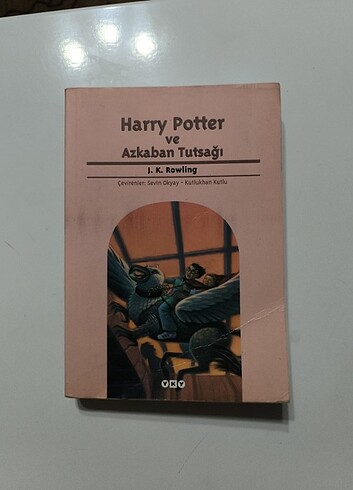 Harry Potter
ve
Azkaban Tutsağı
J. K. Rowling
Çevirenler: Sevin Okyay - Kutlukhan Kutlu
YKY